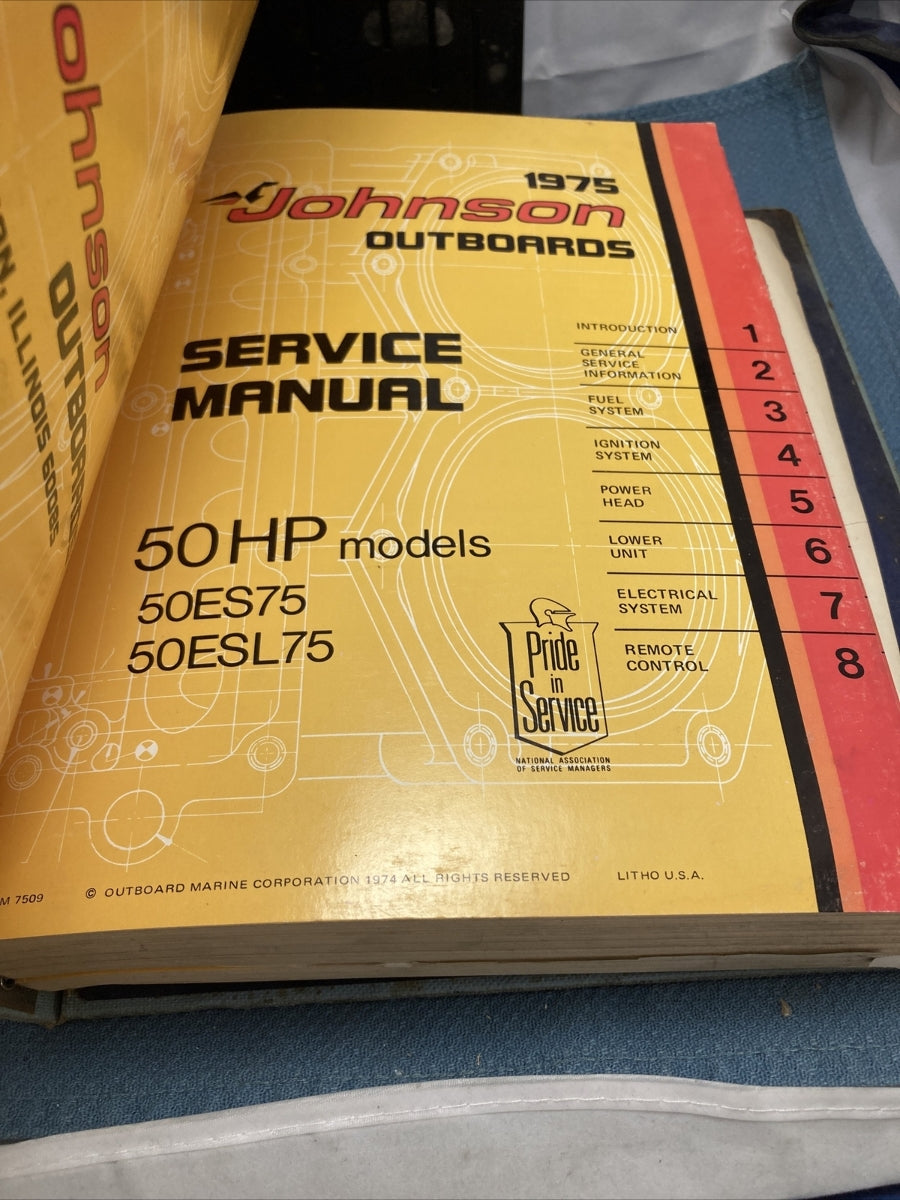 Johnson
OUTBOARDS
ILLINOIS 60085
1975
Johnson
OUTBOARDS
SERVICE
MANUAL
50 HP models
50ES75
50ESL75
INTRODUCTION 1
GENERAL
SERVICE
INFORMATION 2
FUEL
SYSTEM 3
IGNITION
SYSTEM 4
POWER
HEAD 5
LOWER
UNIT 6
ELECTRICAL
SYSTEM 7
REMOTE
CONTROL 8
Pride
in
Service
NATIONAL ASSOCIATION
OF SERVICE MANAGERS
M 7509
© OUTBOARD MARINE CORPORATION 1974 ALL RIGHTS RESERVED
LITHO U.S.A.